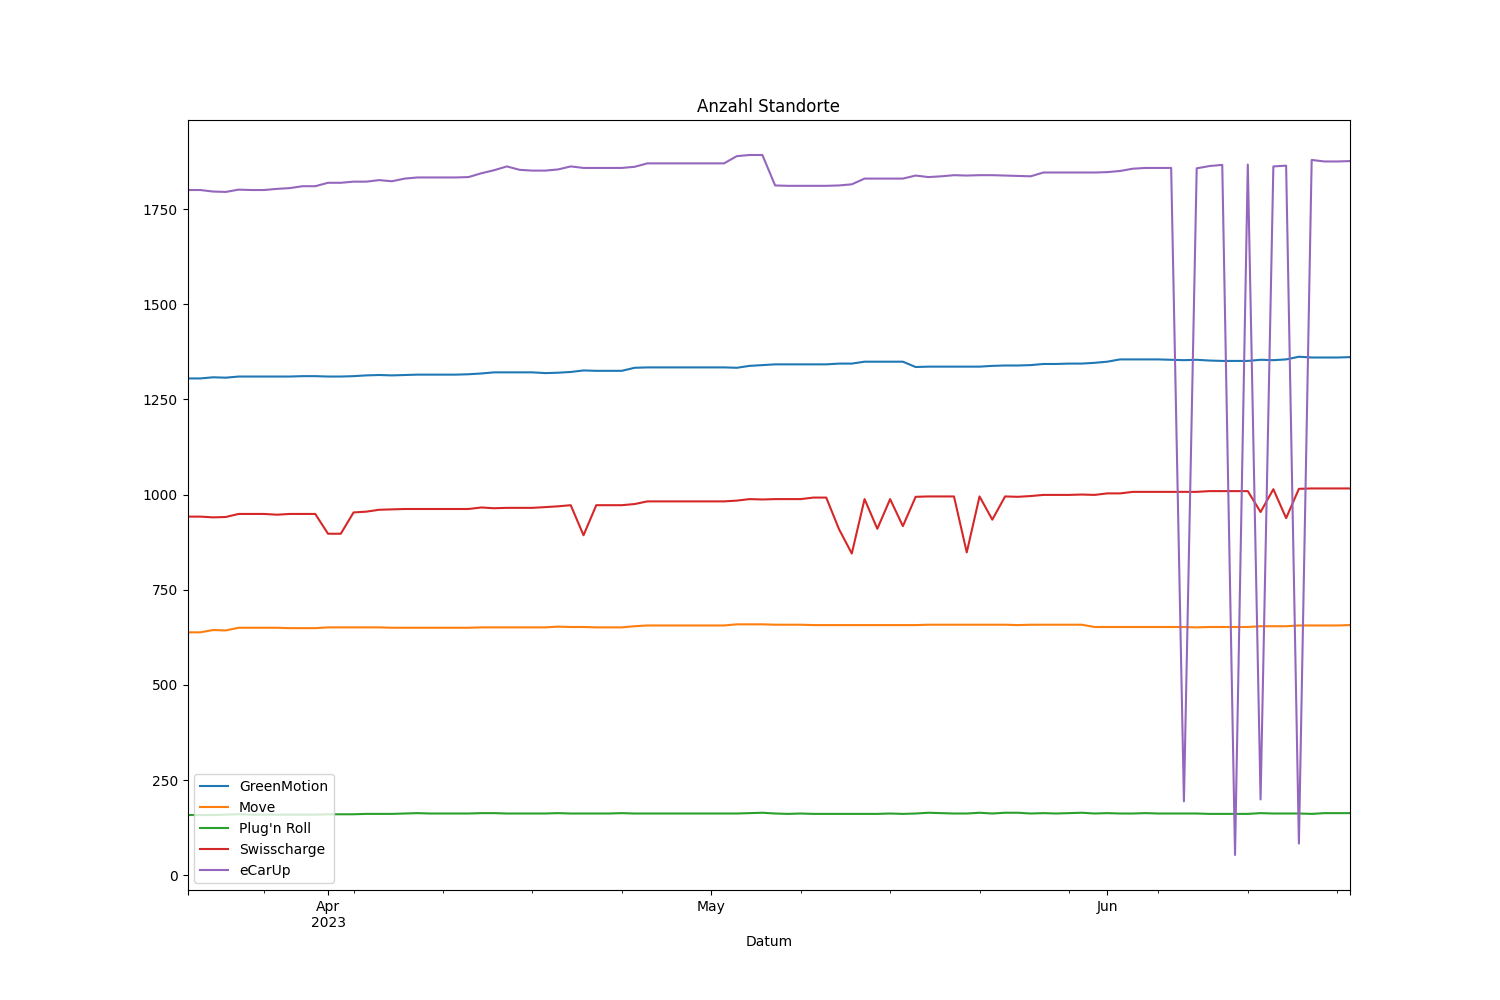 Anzahl Standorte
1750
1500
1250
1000
750
500
250
0
GreenMotion
Move
Plug'n Roll
Swisscharge
eCarUp
Apr
2023
May
Jun
Datum